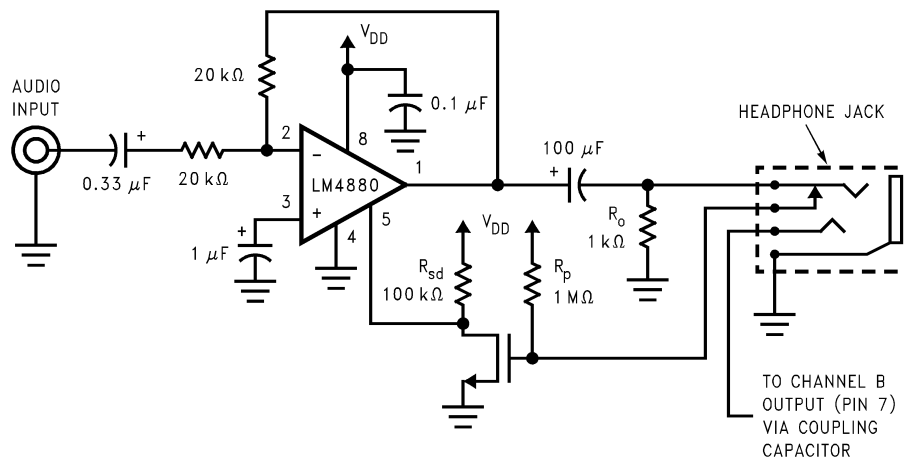 AUDIO
INPUT
0.33 μF
+
20 kΩ
20 kΩ
V_DD
0.1 μF
2
8
−
LM4880
1
3
+
5
4
+
1 μF
V_DD
R_sd
100 kΩ
R_p
1 MΩ
100 μF
+
R_o
1 kΩ
HEADPHONE JACK
TO CHANNEL B
OUTPUT (PIN 7)
VIA COUPLING
CAPACITOR